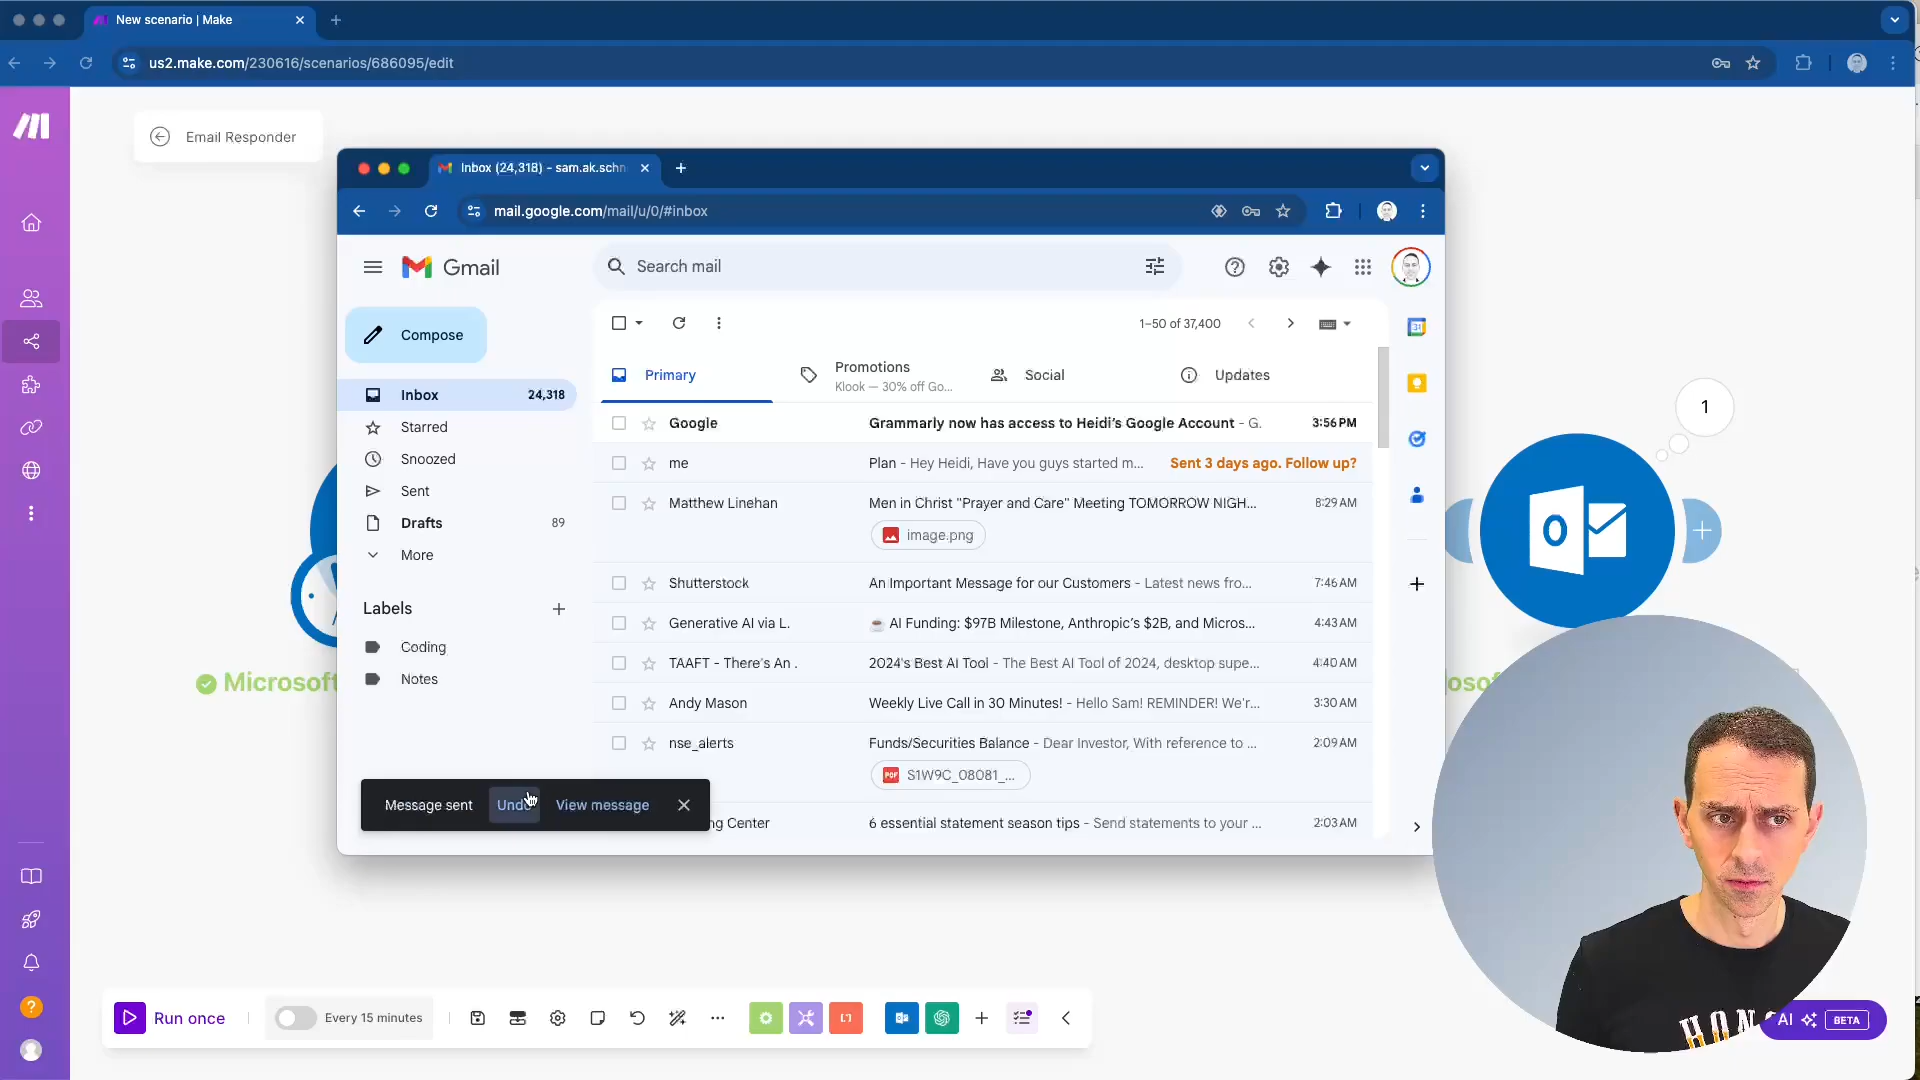 New scenario | Make
us2.make.com/230616/scenarios/686095/edit
Email Responder
Inbox (24,318) - sam.ak.schn
mail.google.com/mail/u/0/#inbox
Gmail
Search mail
Compose
1–50 of 37,400
Primary
Promotions
Klook — 30% off Go...
Social
Updates
Inbox 24,318
Starred
Snoozed
Sent
Drafts 89
More
Labels
Coding
Notes
Google Grammarly now has access to Heidi's Google Account - G. 3:56 PM
me Plan - Hey Heidi, Have you guys started m... Sent 3 days ago. Follow up?
Matthew Linehan Men in Christ "Prayer and Care" Meeting TOMORROW NIGH... 8:29 AM
image.png
Shutterstock An Important Message for our Customers - Latest news fro... 7:46 AM
Generative AI via L. ☕ AI Funding: $97B Milestone, Anthropic's $2B, and Micros... 4:43 AM
TAAFT - There's An . 2024's Best AI Tool - The Best AI Tool of 2024, desktop supe... 4:40 AM
Andy Mason Weekly Live Call in 30 Minutes! - Hello Sam! REMINDER! We'r... 3:30 AM
nse_alerts Funds/Securities Balance - Dear Investor, With reference to ... 2:09 AM
PDF S1W9C_08081_...
ng Center 6 essential statement season tips - Send statements to your ... 2:03 AM
Message sent Undo View message
1
31
Microsoft
Run once
Every 15 minutes
AI BETA